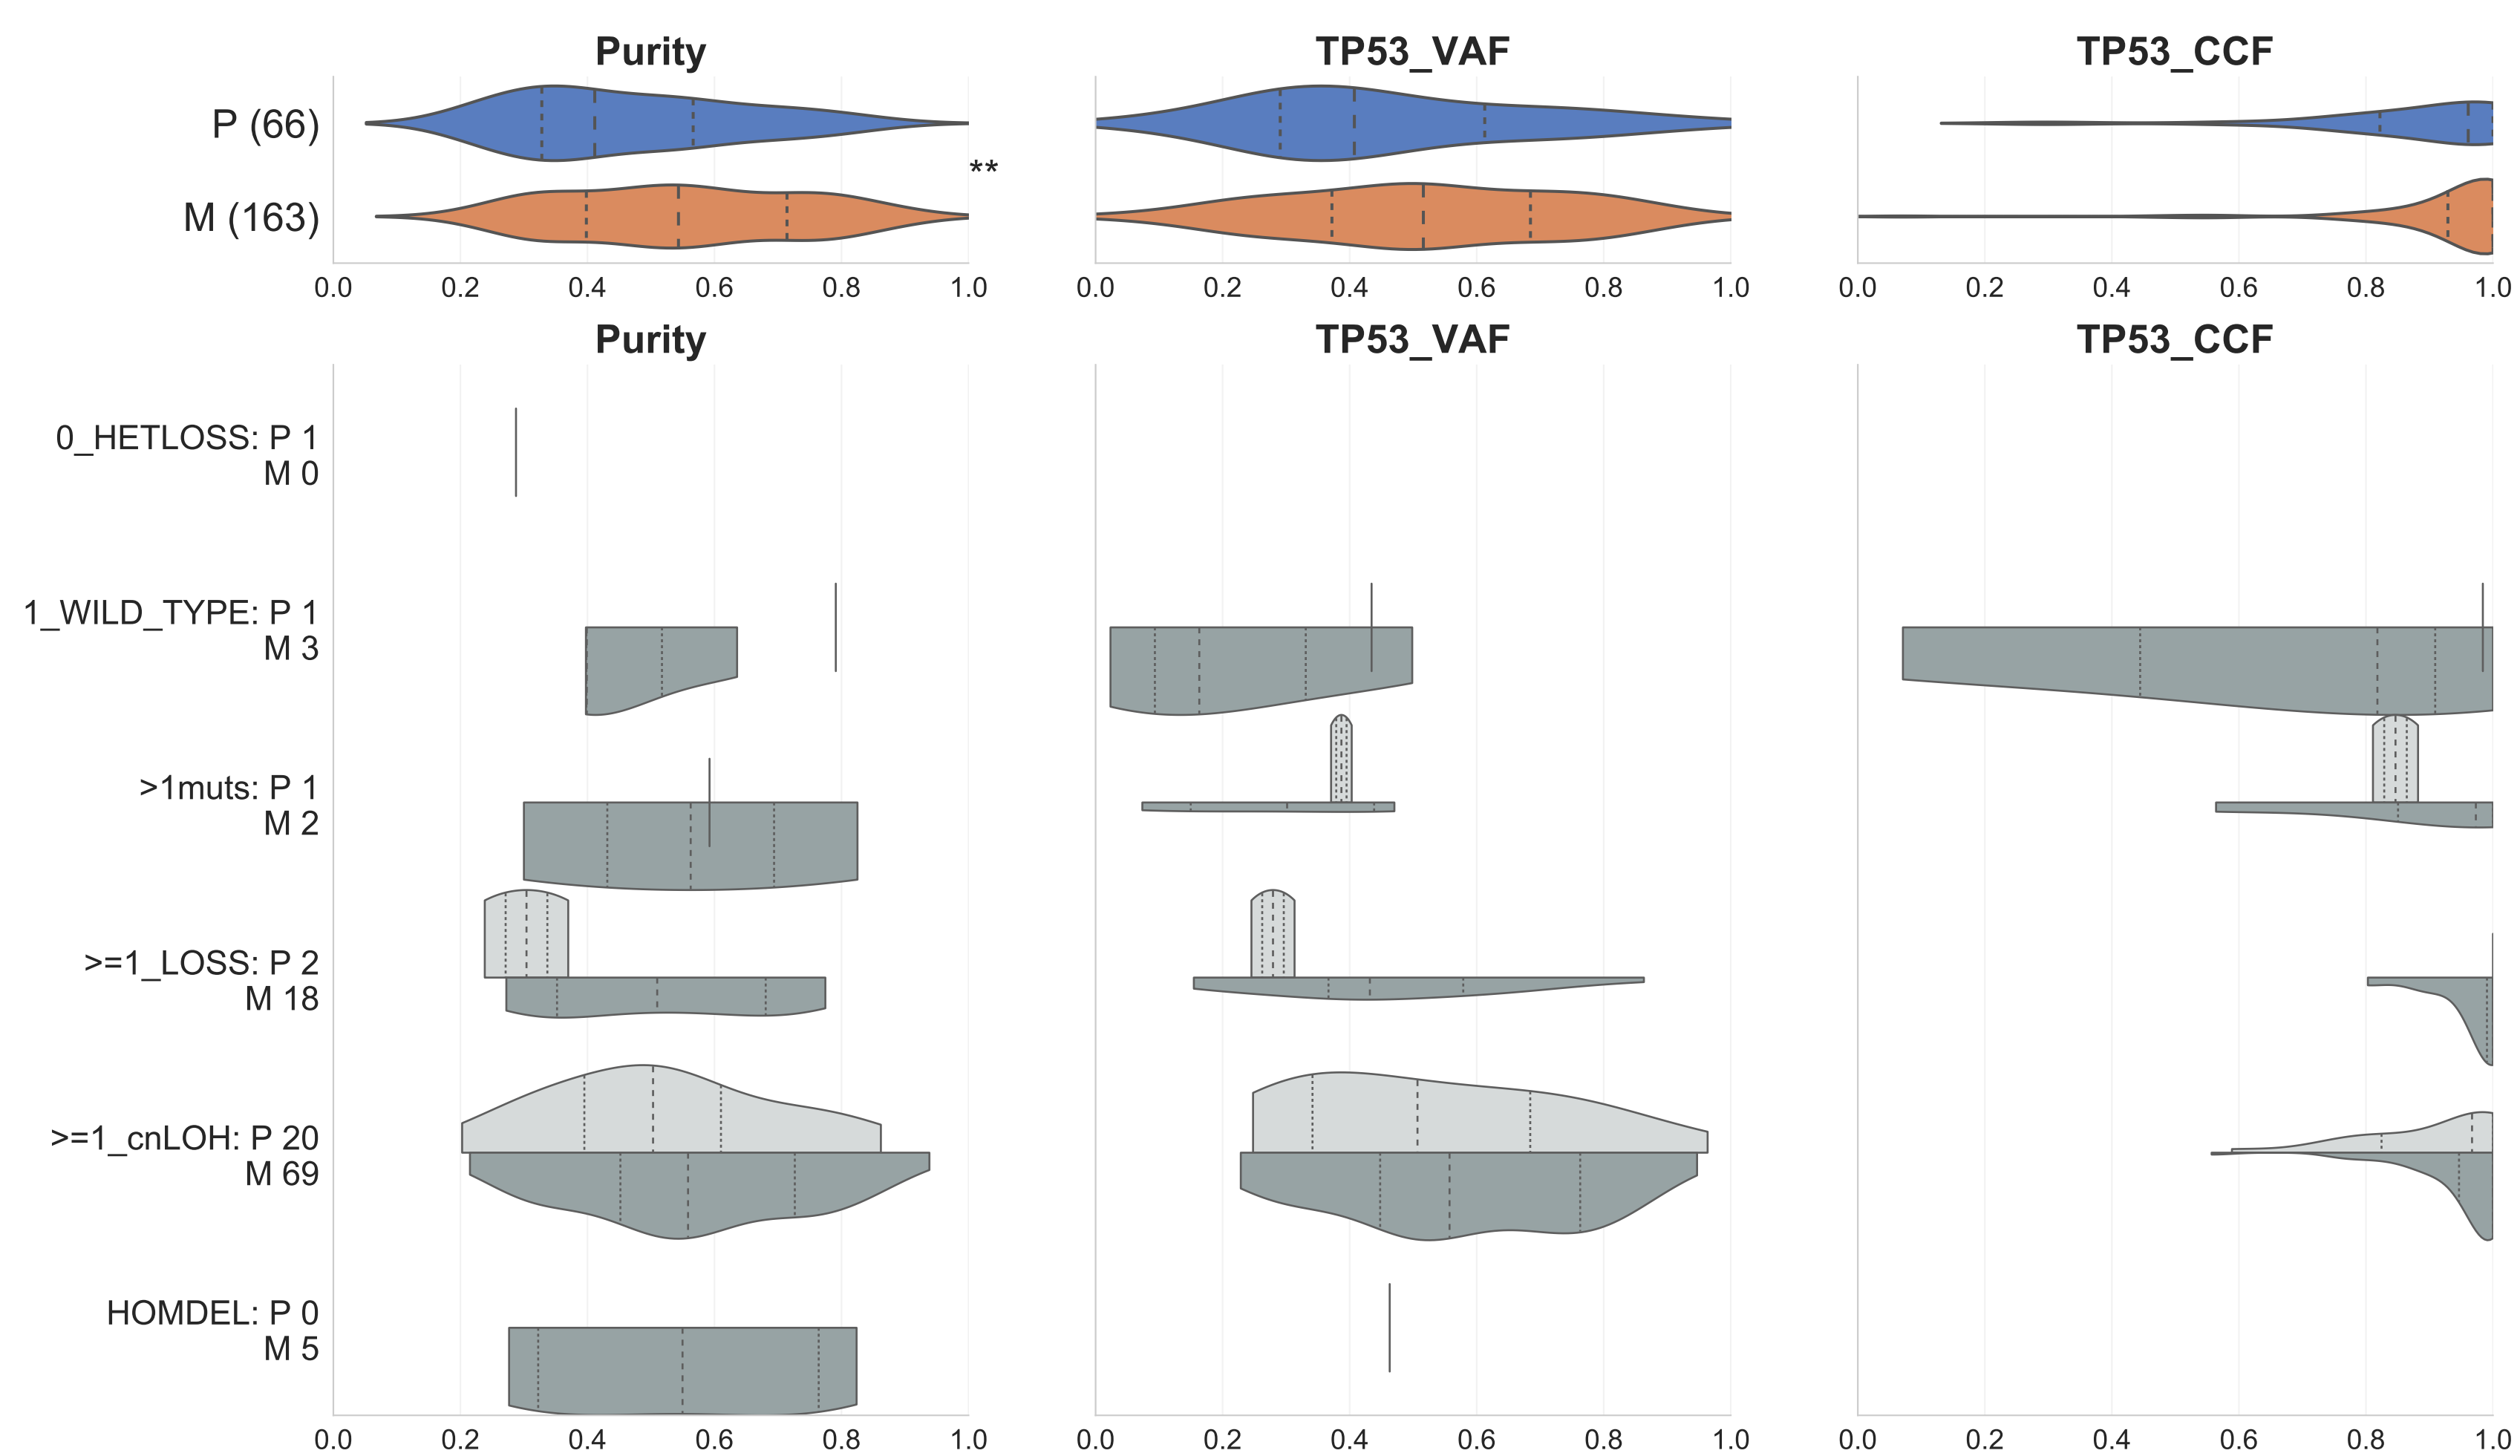 Purity
TP53_VAF
TP53_CCF
P (66)
**
M (163)
0.0 0.2 0.4 0.6 0.8 1.0
0.0 0.2 0.4 0.6 0.8 1.0
0.0 0.2 0.4 0.6 0.8 1.0
Purity
TP53_VAF
TP53_CCF
0_HETLOSS: P 1
M 0
1_WILD_TYPE: P 1
M 3
>1muts: P 1
M 2
>=1_LOSS: P 2
M 18
>=1_cnLOH: P 20
M 69
HOMDEL: P 0
M 5
0.0 0.2 0.4 0.6 0.8 1.0
0.0 0.2 0.4 0.6 0.8 1.0
0.0 0.2 0.4 0.6 0.8 1.0